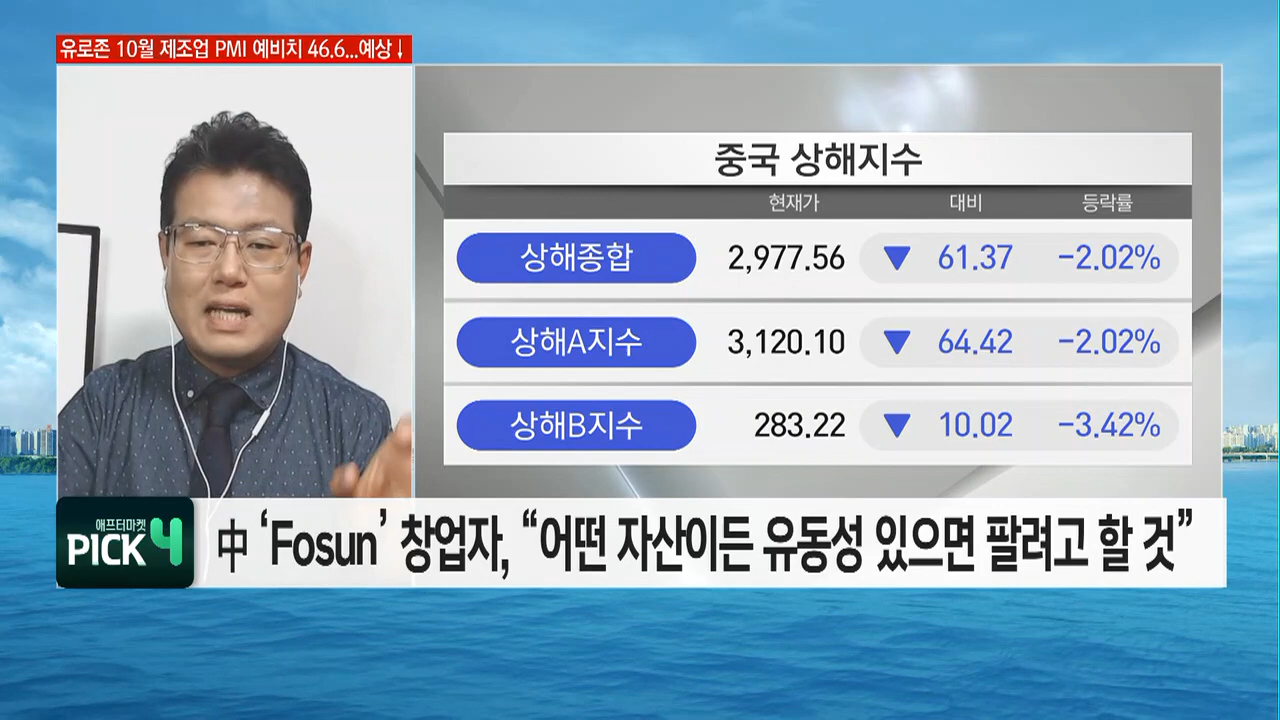 유로존 10월 제조업 PMI 예비치 46.6...예상↓
중국 상해지수
현재가 대비 등락률
상해종합 2,977.56 ▼ 61.37 -2.02%
상해A지수 3,120.10 ▼ 64.42 -2.02%
상해B지수 283.22 ▼ 10.02 -3.42%
애프터마켓
PICK 4
中 ‘Fosun’ 창업자, “어떤 자산이든 유동성 있으면 팔려고 할 것”